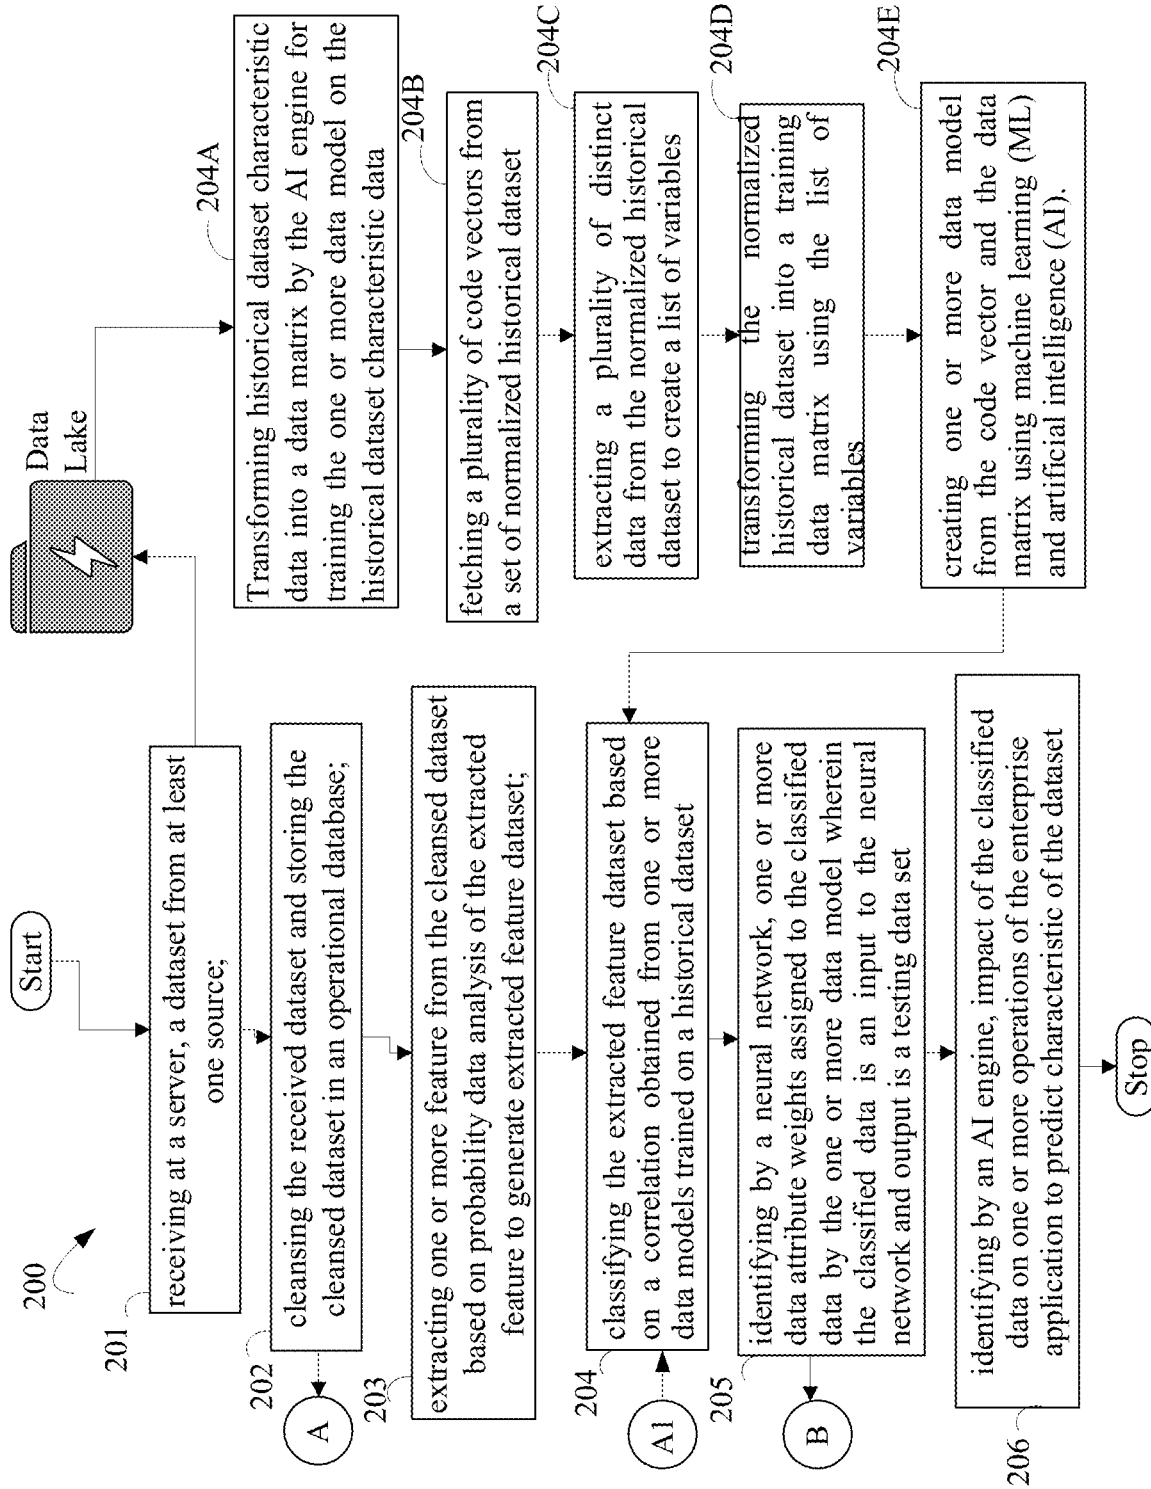 200
Start
201
receiving at a server, a dataset from at least
one source;
202
cleansing the received dataset and storing the
cleansed dataset in an operational database;
A
203
extracting one or more feature from the cleansed dataset
based on probability data analysis of the extracted
feature to generate extracted feature dataset;
204
classifying the extracted feature dataset based
on a correlation obtained from one or more
data models trained on a historical dataset
A1
205
identifying by a neural network, one or more
data attribute weights assigned to the classified
data by the one or more data model wherein
the classified data is an input to the neural
network and output is a testing data set
B
206
identifying by an AI engine, impact of the classified
data on one or more operations of the enterprise
application to predict characteristic of the dataset
Stop
Data
Lake
204A
Transforming historical dataset characteristic
data into a data matrix by the AI engine for
training the one or more data model on the
historical dataset characteristic data
204B
fetching a plurality of code vectors from
a set of normalized historical dataset
204C
extracting a plurality of distinct
data from the normalized historical
dataset to create a list of variables
204D
transforming the normalized
historical dataset into a training
data matrix using the list of
variables
204E
creating one or more data model
from the code vector and the data
matrix using machine learning (ML)
and artificial intelligence (AI).